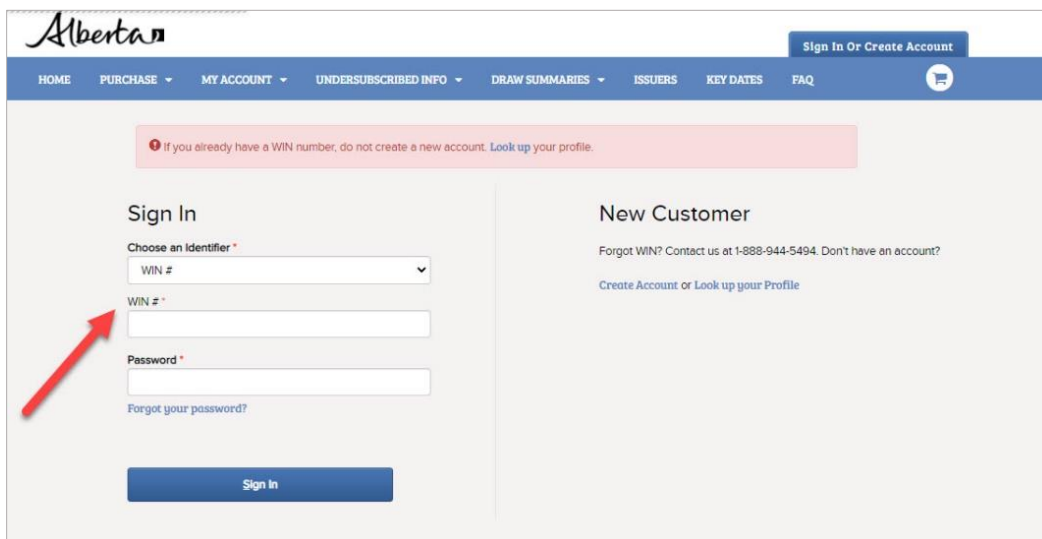 Alberta
Sign In Or Create Account
HOME PURCHASE MY ACCOUNT UNDERSUBSCRIBED INFO DRAW SUMMARIES ISSUERS KEY DATES FAQ
If you already have a WIN number, do not create a new account. Look up your profile.
Sign In
Choose an Identifier *
WIN #
WIN # *
Password *
Forgot your password?
Sign In
New Customer
Forgot WIN? Contact us at 1-888-944-5494. Don't have an account?
Create Account or Look up your Profile